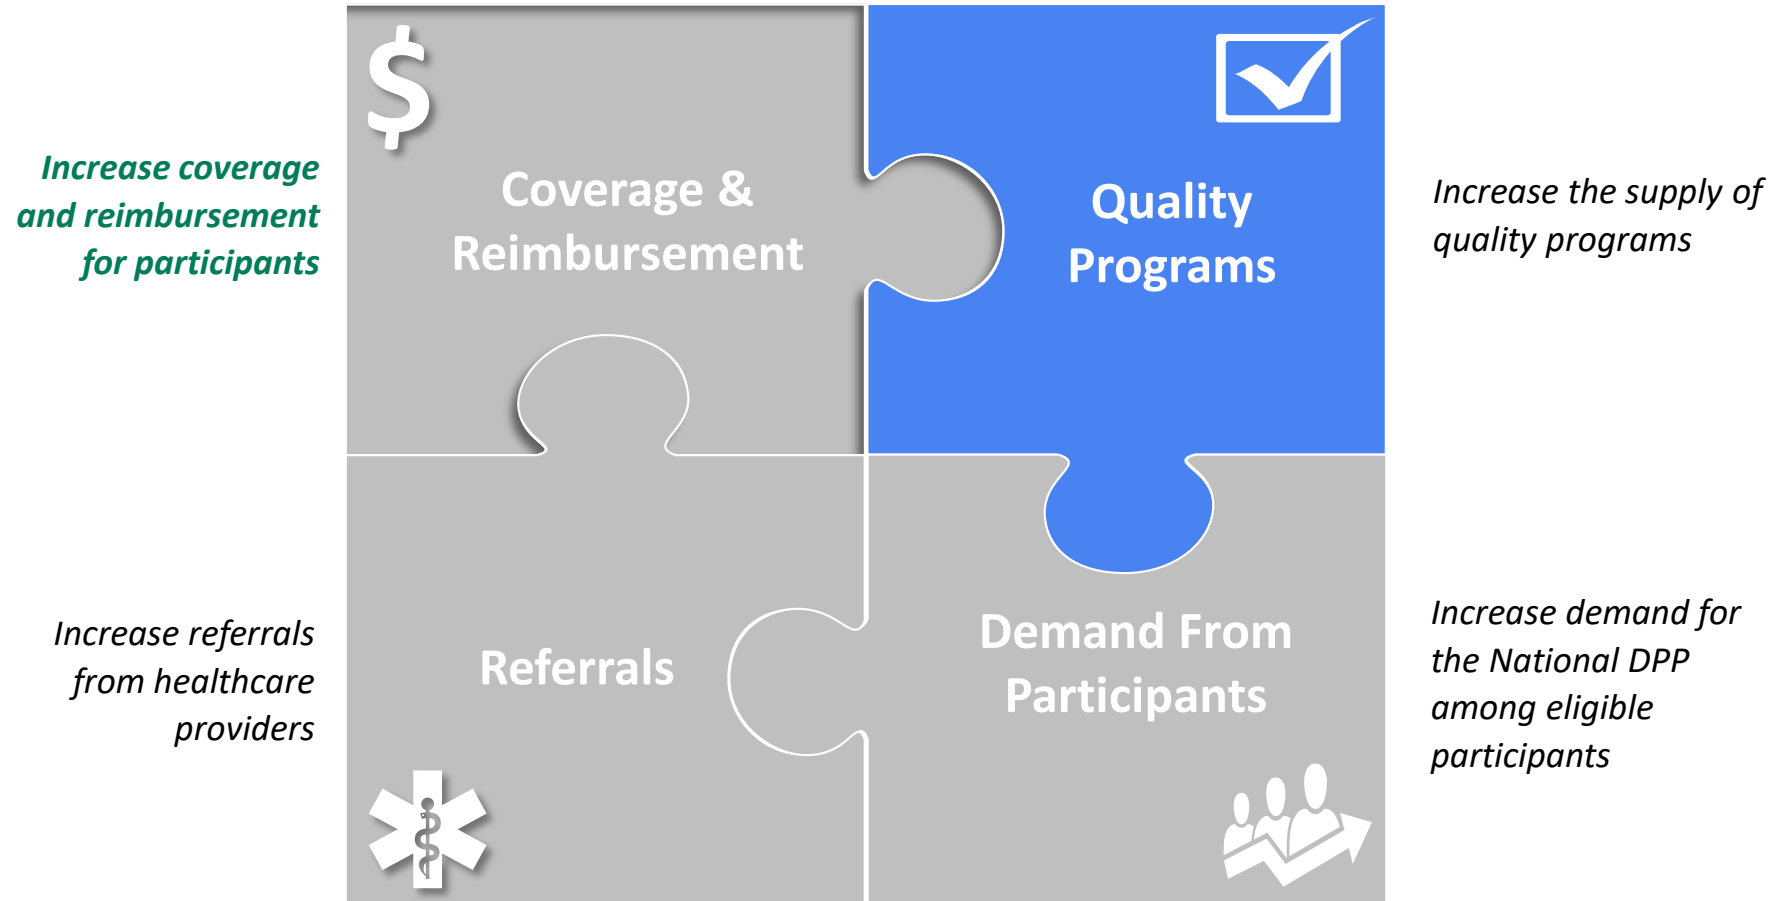 $
Coverage &
Reimbursement
Quality
Programs
Increase coverage
and reimbursement
for participants
Increase the supply of
quality programs
Referrals
Demand From
Participants
Increase referrals
from healthcare
providers
Increase demand for
the National DPP
among eligible
participants